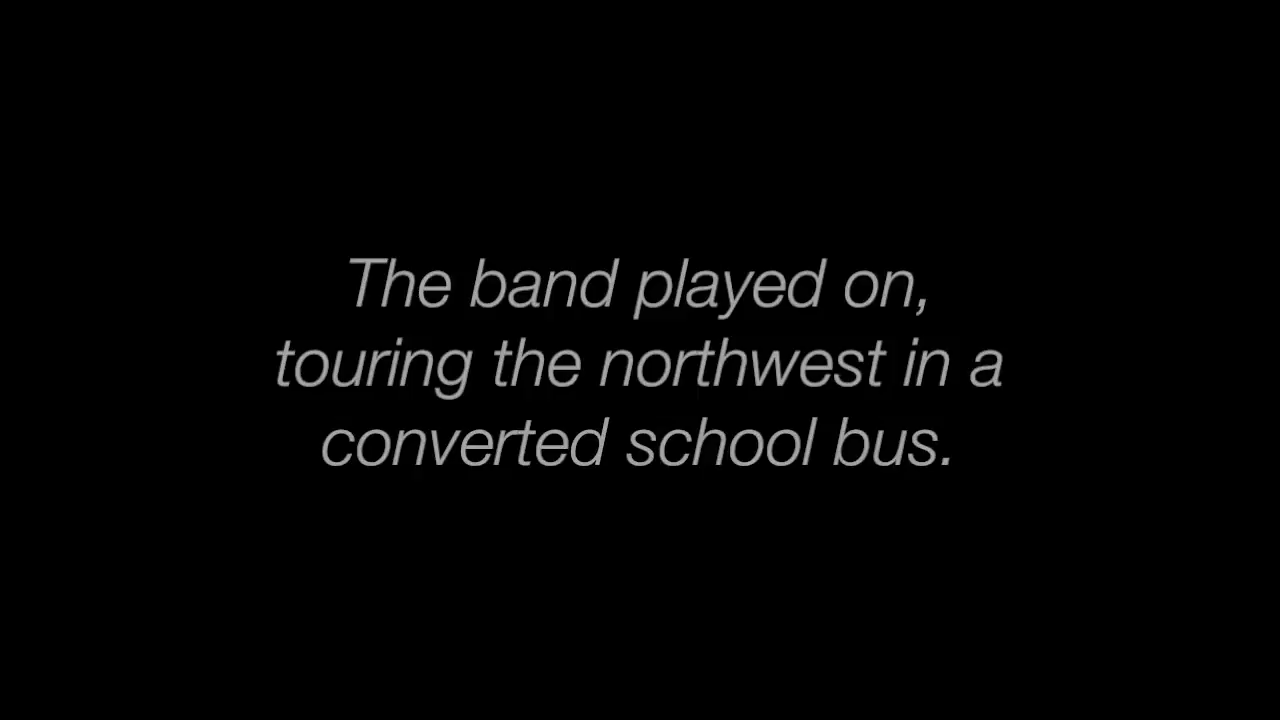 The band played on,
touring the northwest in a
converted school bus.